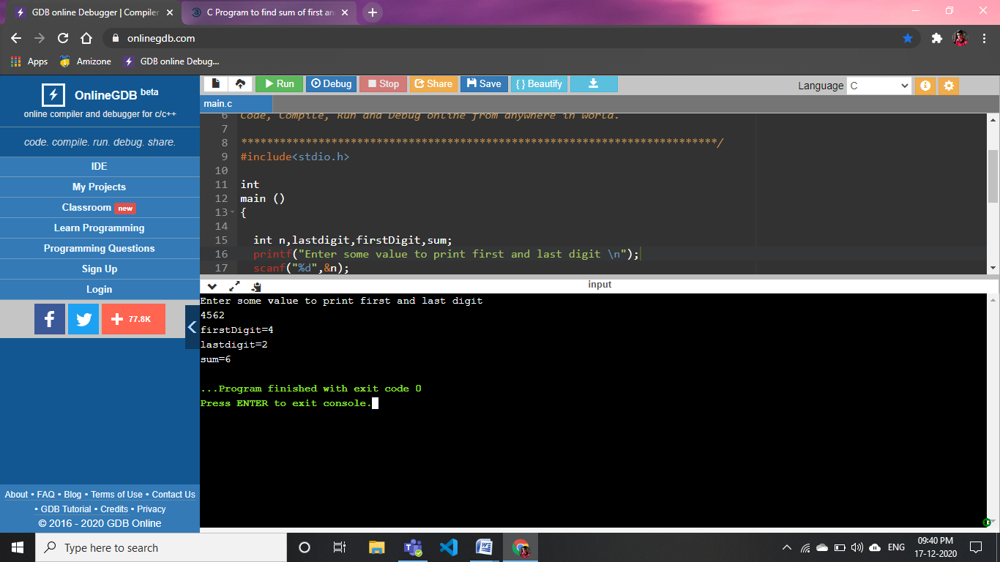 GDB online Debugger | Compiler
C Program to find sum of first an
onlinegdb.com
Apps
Amizone
GDB online Debug...
OnlineGDB beta
online compiler and debugger for c/c++
code. compile. run. debug. share.
IDE
My Projects
Classroom new
Learn Programming
Programming Questions
Sign Up
Login
77.8K
About • FAQ • Blog • Terms of Use • Contact Us
• GDB Tutorial • Credits • Privacy
© 2016 - 2020 GDB Online
Run Debug Stop Share Save { } Beautify
Language C
main.c
6 Code, Compile, Run and Debug online from anywhere in world.
7
8 **************************************************************************/
9 #include<stdio.h>
10
11 int
12 main ()
13 {
14
15 int n,lastdigit,firstDigit,sum;
16 printf("Enter some value to print first and last digit \n");
17 scanf("%d",&n);
input
Enter some value to print first and last digit
4562
firstDigit=4
lastdigit=2
sum=6
...Program finished with exit code 0
Press ENTER to exit console.
Type here to search
ENG
09:40 PM
17-12-2020